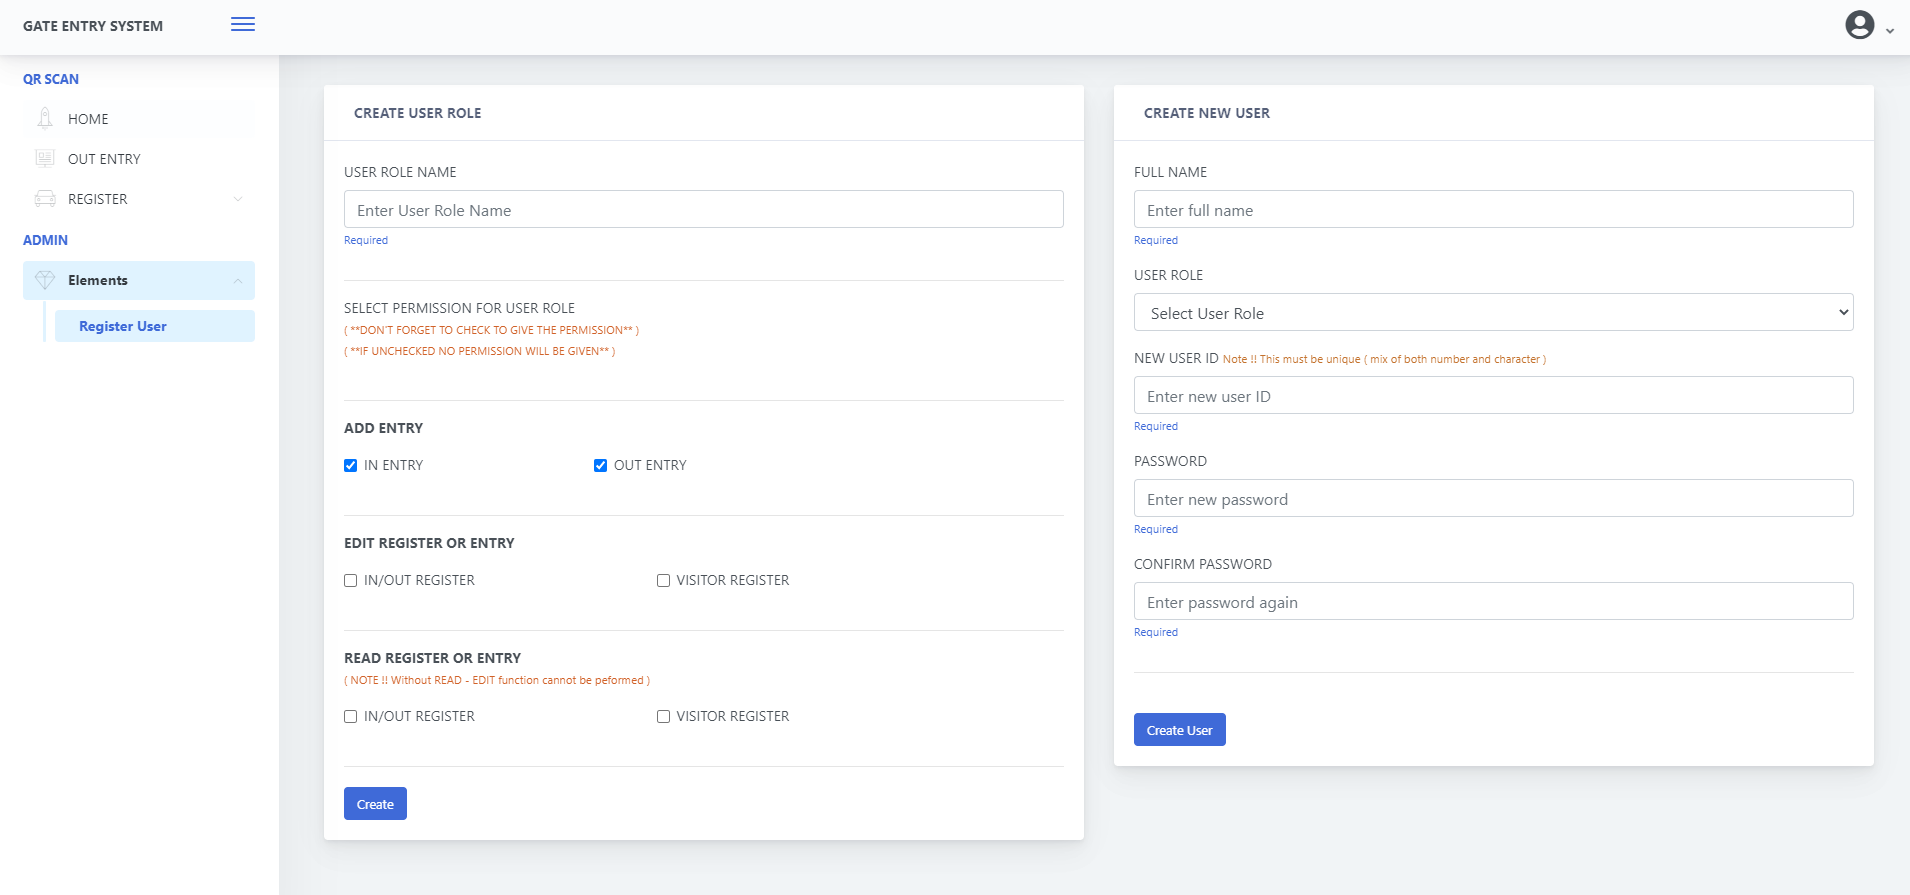 GATE ENTRY SYSTEM
QR SCAN
HOME
OUT ENTRY
REGISTER
ADMIN
Elements
Register User
CREATE USER ROLE
USER ROLE NAME
Enter User Role Name
Required
SELECT PERMISSION FOR USER ROLE
( **DON'T FORGET TO CHECK TO GIVE THE PERMISSION** )
( **IF UNCHECKED NO PERMISSION WILL BE GIVEN** )
ADD ENTRY
IN ENTRY OUT ENTRY
EDIT REGISTER OR ENTRY
IN/OUT REGISTER VISITOR REGISTER
READ REGISTER OR ENTRY
( NOTE !! Without READ - EDIT function cannot be peformed )
IN/OUT REGISTER VISITOR REGISTER
Create
CREATE NEW USER
FULL NAME
Enter full name
Required
USER ROLE
Select User Role
NEW USER ID Note !! This must be unique ( mix of both number and character )
Enter new user ID
Required
PASSWORD
Enter new password
Required
CONFIRM PASSWORD
Enter password again
Required
Create User